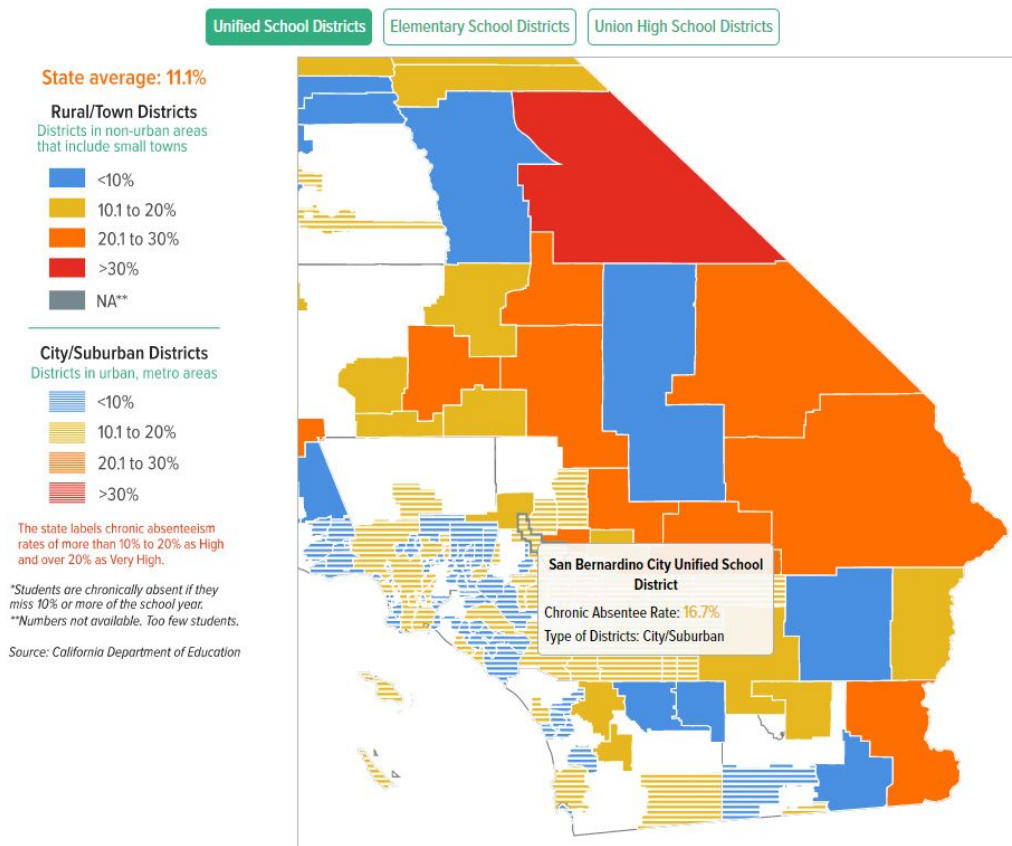 Unified School Districts
Elementary School Districts
Union High School Districts
State average: 11.1%
Rural/Town Districts
Districts in non-urban areas
that include small towns
<10%
10.1 to 20%
20.1 to 30%
>30%
NA**
City/Suburban Districts
Districts in urban, metro areas
<10%
10.1 to 20%
20.1 to 30%
>30%
The state labels chronic absenteeism
rates of more than 10% to 20% as High
and over 20% as Very High.
*Students are chronically absent if they
miss 10% or more of the school year.
**Numbers not available. Too few students.
Source: California Department of Education
San Bernardino City Unified School
District
Chronic Absentee Rate: 16.7%
Type of Districts: City/Suburban